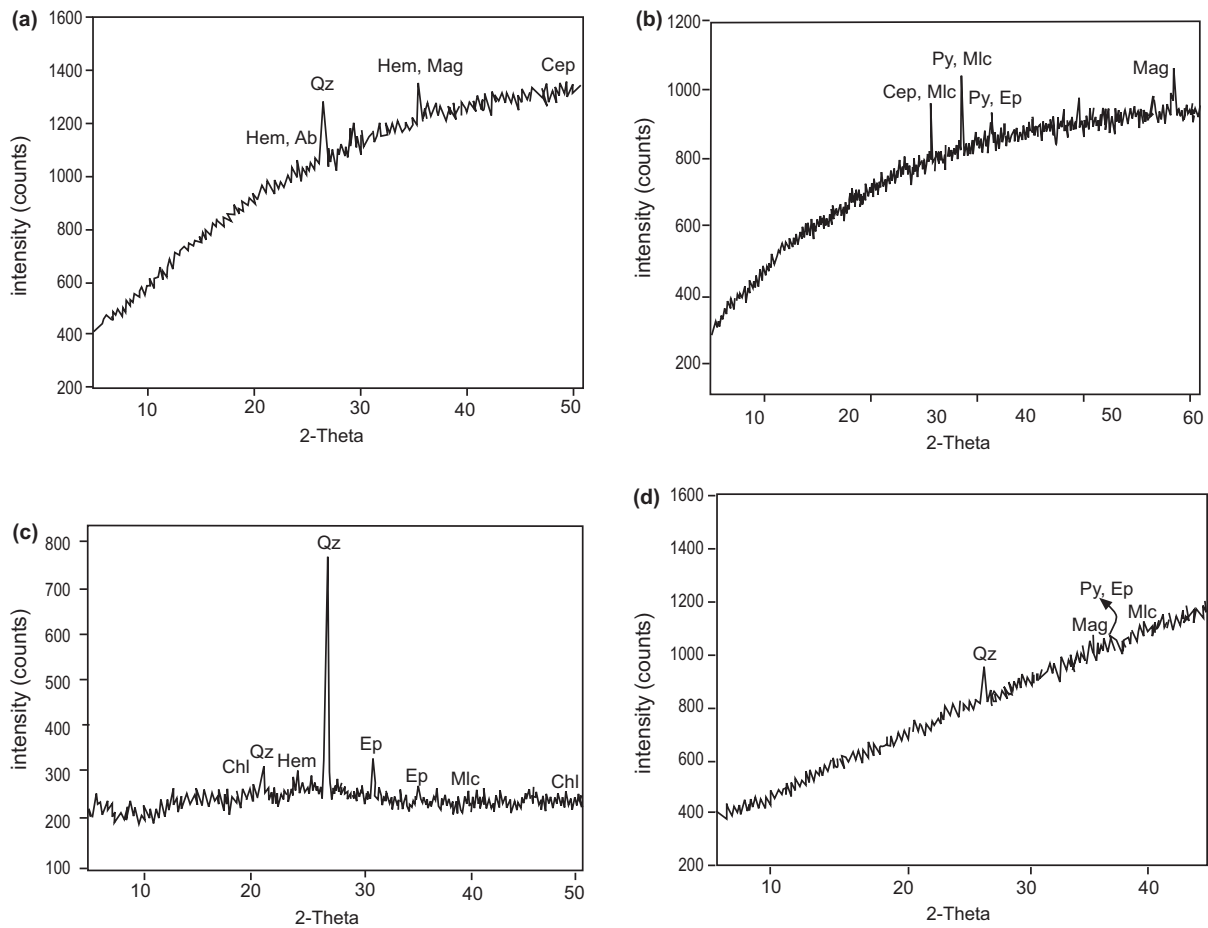 (a)
1600
1400
1200
1000
800
600
400
200
intensity (counts)
Hem, Ab
Qz
Hem, Mag
Cep
10 20 30 40 50
2-Theta
(b)
1200
1000
800
600
400
200
intensity (counts)
Cep, Mlc
Py, Mlc
Py, Ep
Mag
10 20 30 40 50 60
2-Theta
(c)
800
700
600
500
400
300
200
100
intensity (counts)
Chl
Qz
Hem
Qz
Ep
Ep
Mlc
Chl
10 20 30 40 50
2-Theta
(d)
1600
1400
1200
1000
800
600
400
200
intensity (counts)
Qz
Mag
Py, Ep
Mlc
10 20 30 40
2-Theta